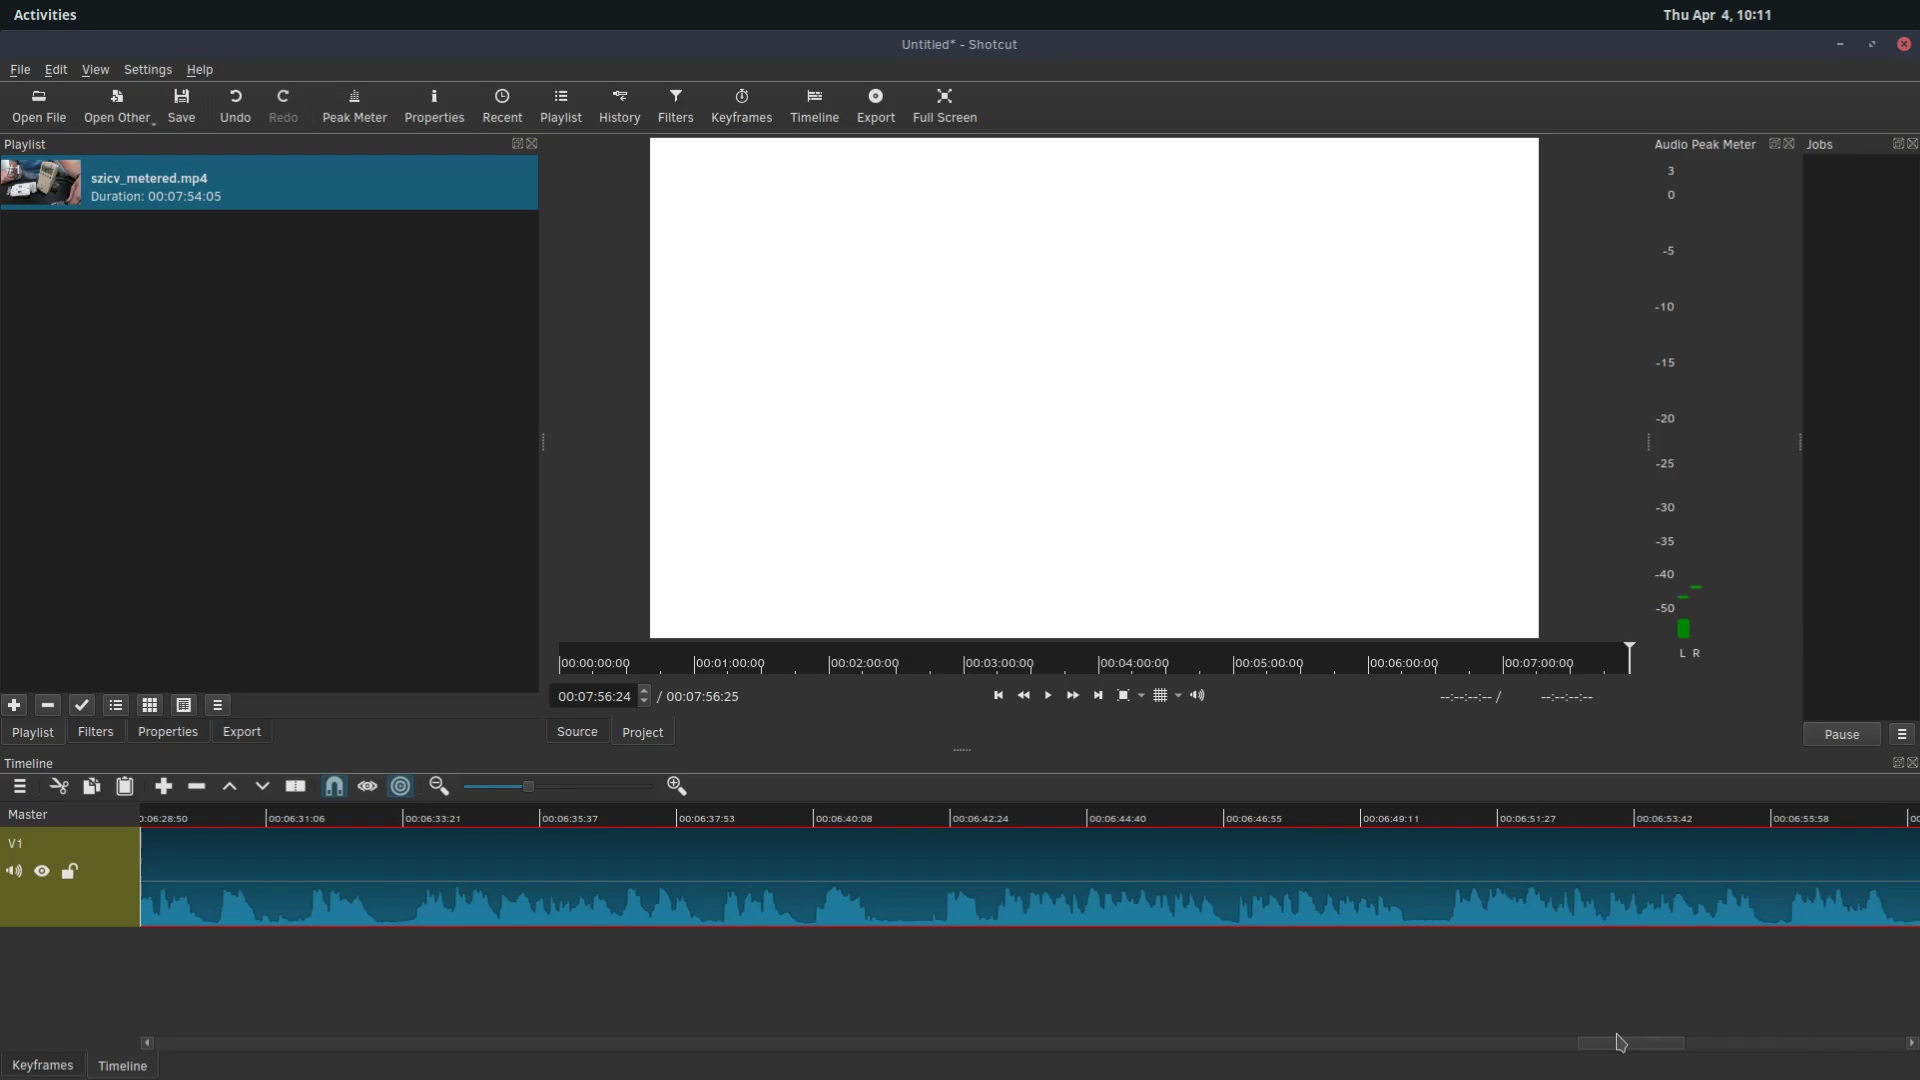 Activities
Thu Apr 4, 10:11
Untitled* - Shotcut
File Edit View Settings Help
Open File Open Other Save Undo Redo Peak Meter Properties Recent Playlist History Filters Keyframes Timeline Export Full Screen
Playlist
#1
szicv_metered.mp4
Duration: 00:07:54:05
Audio Peak Meter
3
0
-5
-10
-15
-20
-25
-30
-35
-40
-50
L R
Jobs
00:00:00:00 00:01:00:00 00:02:00:00 00:03:00:00 00:04:00:00 00:05:00:00 00:06:00:00 00:07:00:00
00:07:56:24 / 00:07:56:25
--:--:--:-- / --:--:--:--
Playlist Filters Properties Export
Source Project
Pause
Timeline
Master
0:06:28:50 00:06:31:06 00:06:33:21 00:06:35:37 00:06:37:53 00:06:40:08 00:06:42:24 00:06:44:40 00:06:46:55 00:06:49:11 00:06:51:27 00:06:53:42 00:06:55:58
V1
Keyframes Timeline